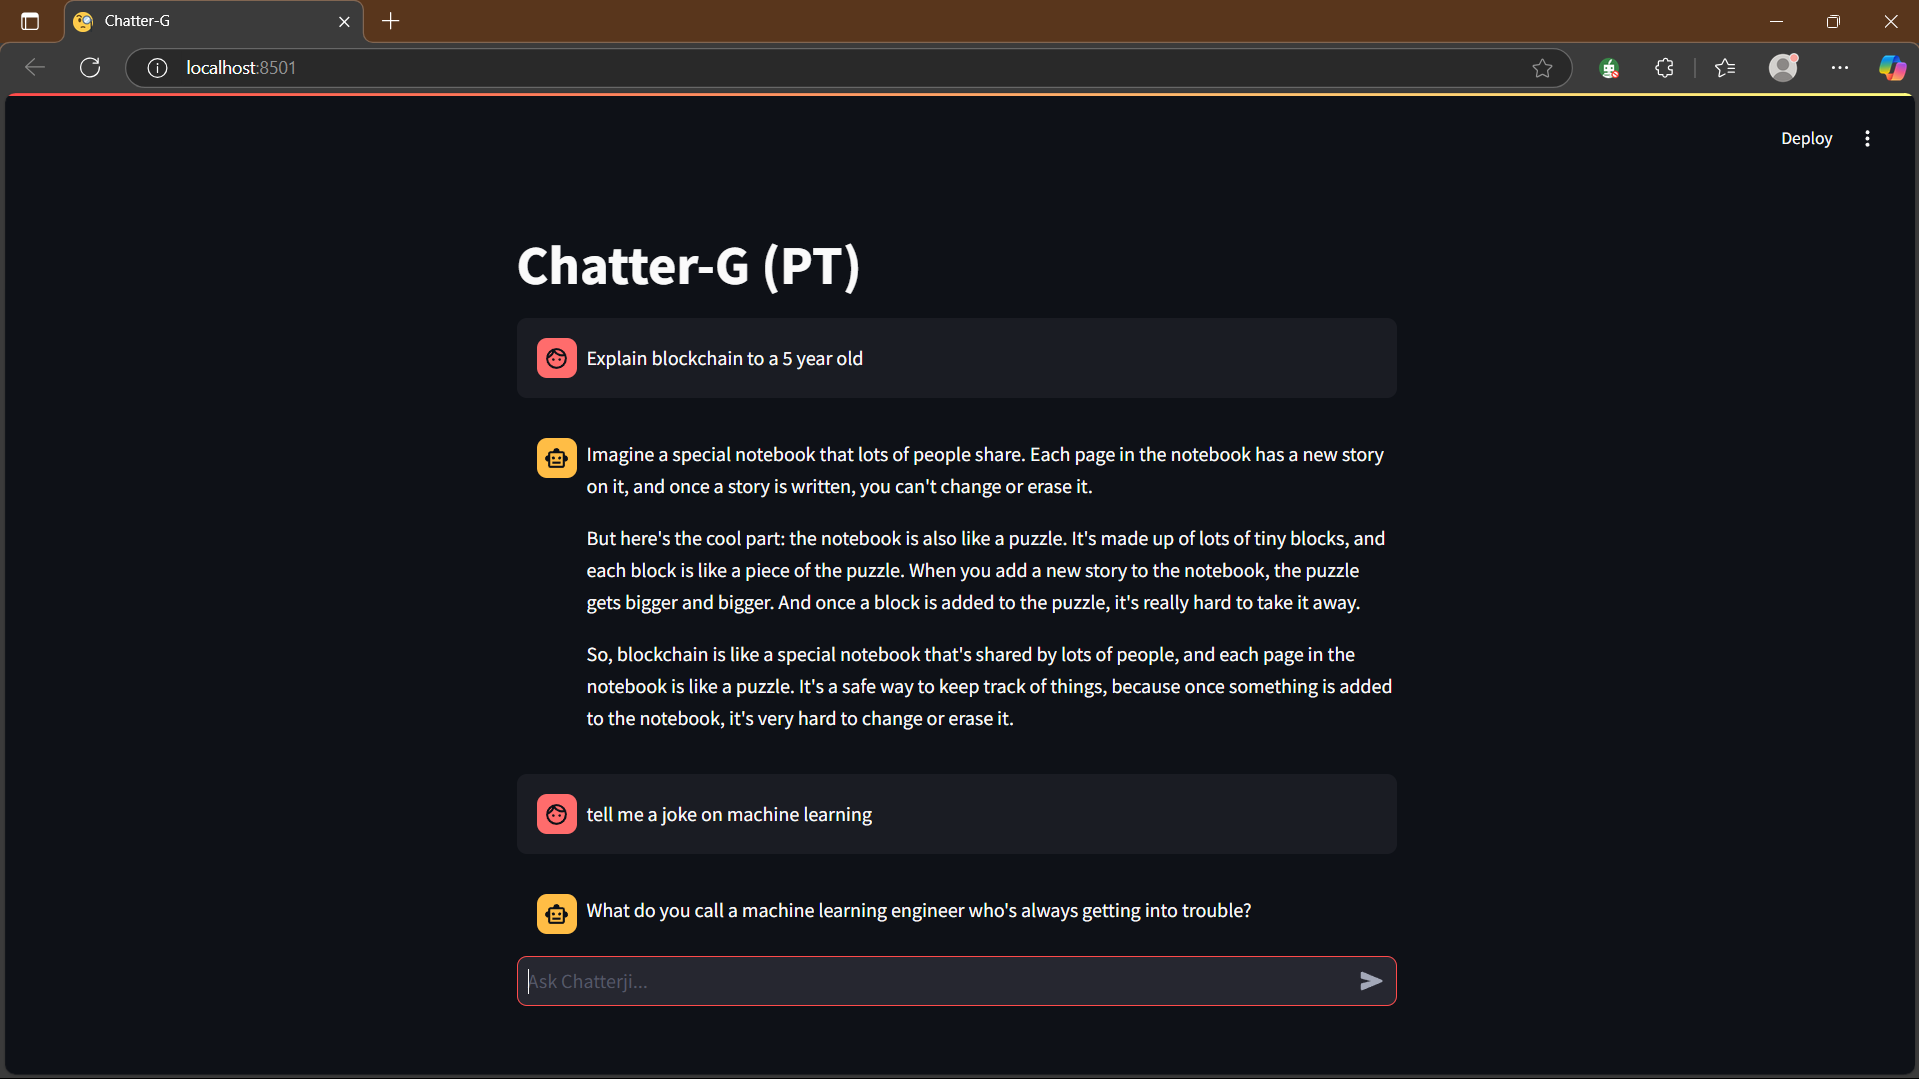 Chatter-G
localhost:8501
Deploy
Chatter-G (PT)
Explain blockchain to a 5 year old
Imagine a special notebook that lots of people share. Each page in the notebook has a new story
on it, and once a story is written, you can't change or erase it.
But here's the cool part: the notebook is also like a puzzle. It's made up of lots of tiny blocks, and
each block is like a piece of the puzzle. When you add a new story to the notebook, the puzzle
gets bigger and bigger. And once a block is added to the puzzle, it's really hard to take it away.
So, blockchain is like a special notebook that's shared by lots of people, and each page in the
notebook is like a puzzle. It's a safe way to keep track of things, because once something is added
to the notebook, it's very hard to change or erase it.
tell me a joke on machine learning
What do you call a machine learning engineer who's always getting into trouble?
Ask Chatterji...